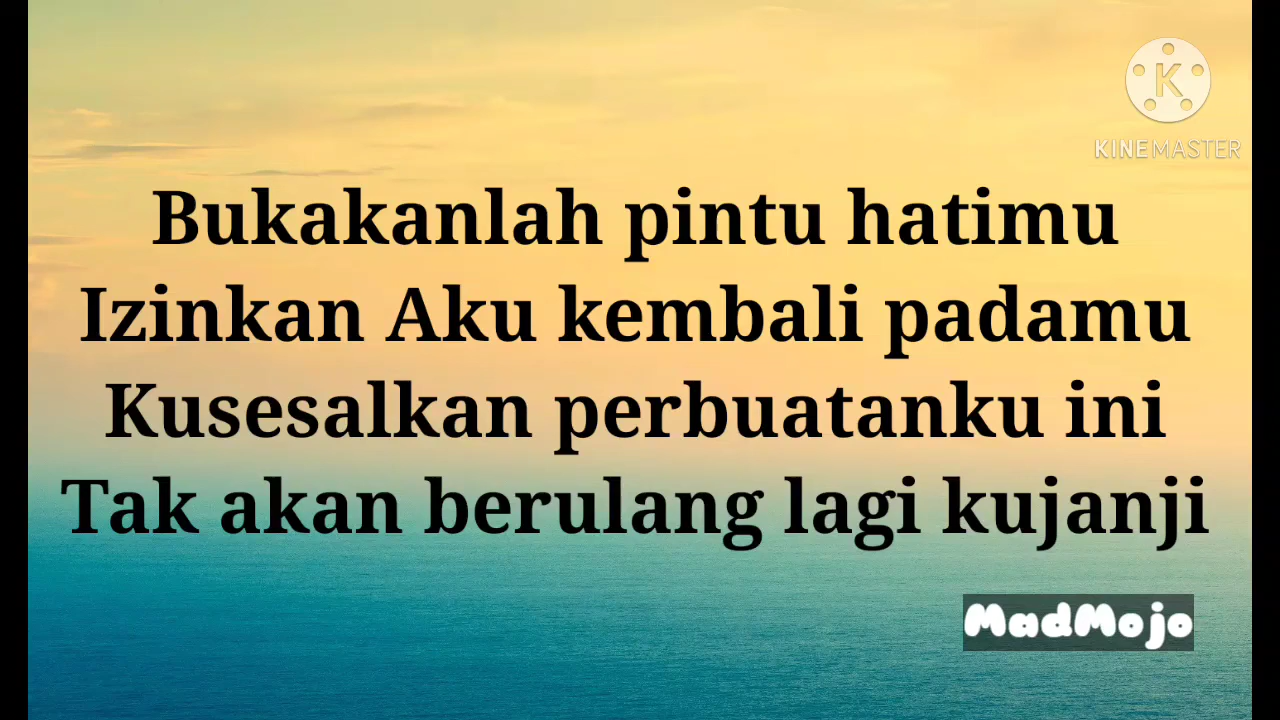 KINEMASTER
Bukakanlah pintu hatimu
Izinkan Aku kembali padamu
Kusesalkan perbuatanku ini
Tak akan berulang lagi kujanji
MadMojo